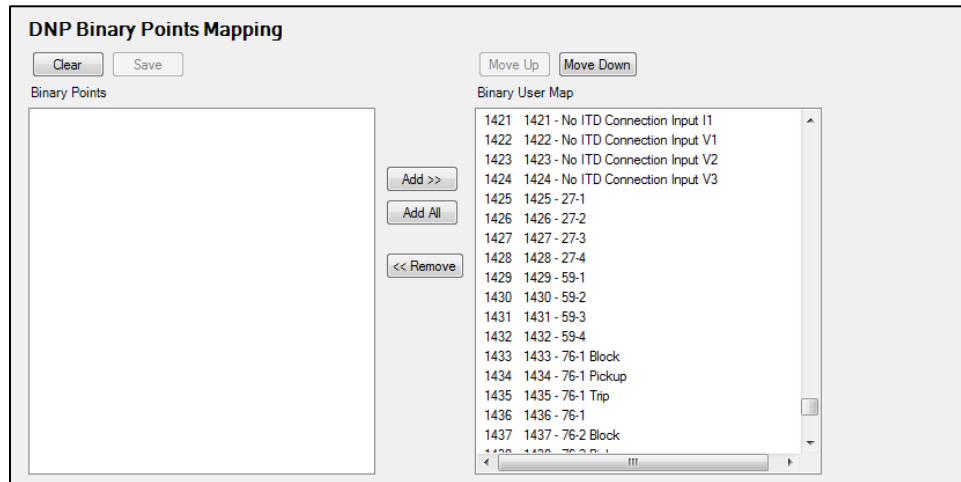 DNP Binary Points Mapping
Clear Save Move Up Move Down
Binary Points Binary User Map
1421 1421 - No ITD Connection Input I1
1422 1422 - No ITD Connection Input V1
1423 1423 - No ITD Connection Input V2
1424 1424 - No ITD Connection Input V3
1425 1425 - 27-1
1426 1426 - 27-2
1427 1427 - 27-3
1428 1428 - 27-4
1429 1429 - 59-1
1430 1430 - 59-2
1431 1431 - 59-3
1432 1432 - 59-4
1433 1433 - 76-1 Block
1434 1434 - 76-1 Pickup
1435 1435 - 76-1 Trip
1436 1436 - 76-1
1437 1437 - 76-2 Block
Add >>
Add All
<< Remove